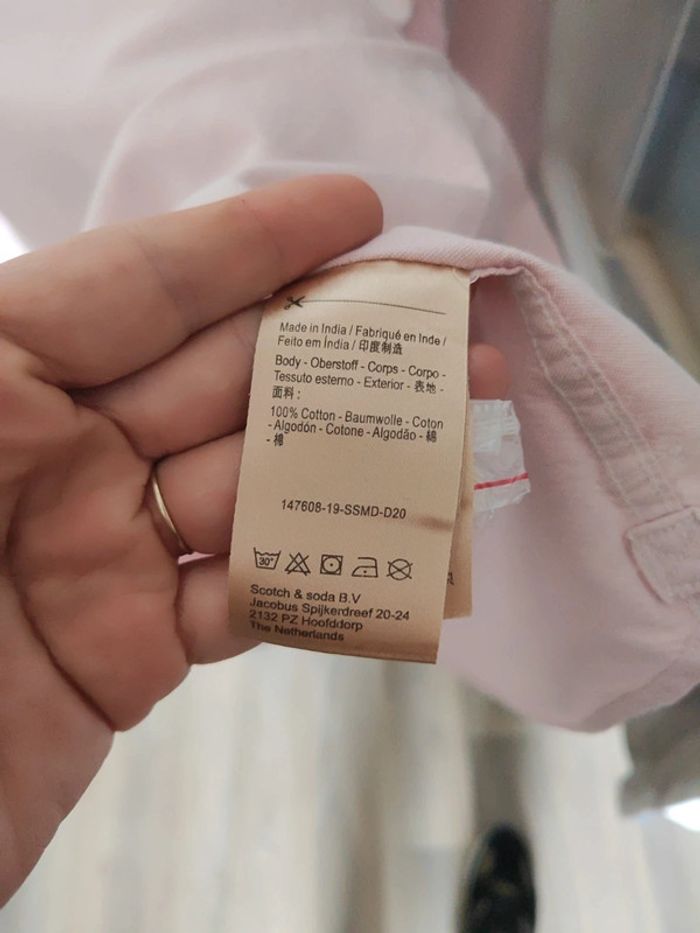 Made in India / Fabriqué en Inde /
Feito em Índia / 印度制造
Body - Oberstoff - Corps - Corpo -
Tessuto esterno - Exterior - 表地 -
面料 :
100% Cotton - Baumwolle - Coton
- Algodón - Cotone - Algodão - 綿
- 棉
147608-19-SSMD-D20
30°
Scotch & soda B.V
Jacobus Spijkerdreef 20-24
2132 PZ Hoofddorp
The Netherlands